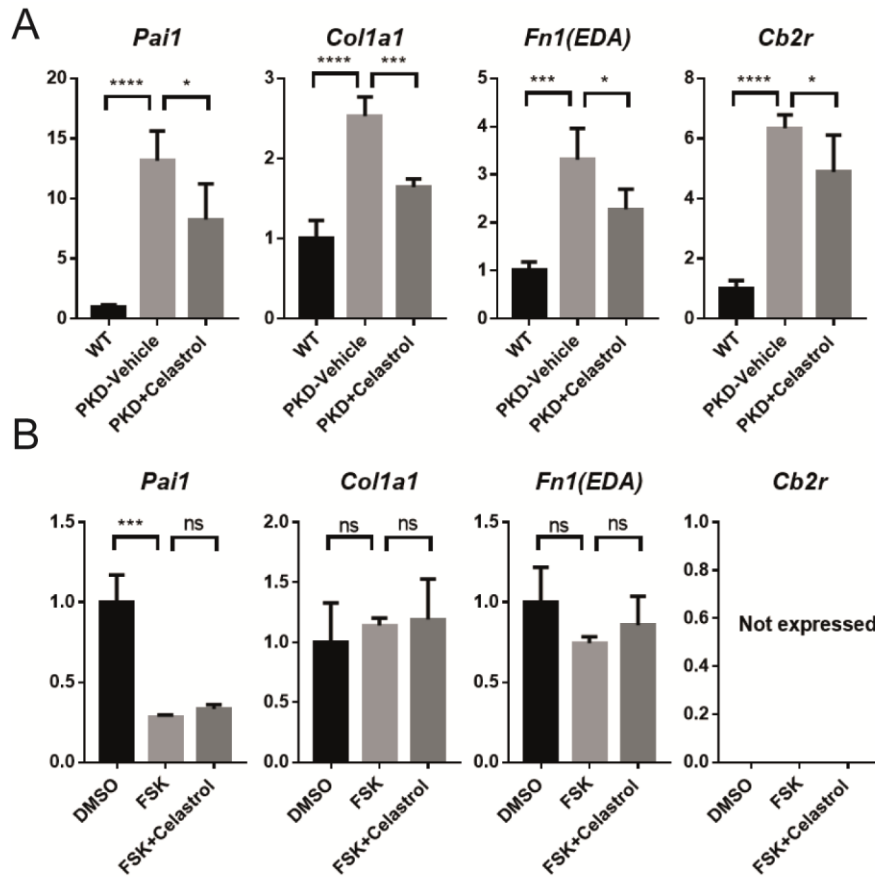 A
Pai1 Col1a1 Fn1(EDA) Cb2r
**** * **** *** *** * **** *
20
15
10
5
0
3
2
1
0
5
4
3
2
1
0
8
6
4
2
0
WT PKD-Vehicle PKD+Celastrol
WT PKD-Vehicle PKD+Celastrol
WT PKD-Vehicle PKD+Celastrol
WT PKD-Vehicle PKD+Celastrol
B
Pai1 Col1a1 Fn1(EDA) Cb2r
*** ns ns ns ns ns
1.5
1.0
0.5
0.0
2.0
1.5
1.0
0.5
0.0
1.5
1.0
0.5
0.0
1.0
0.8
0.6
0.4
0.2
0.0
Not expressed
DMSO FSK FSK+Celastrol
DMSO FSK FSK+Celastrol
DMSO FSK FSK+Celastrol
DMSO FSK FSK+Celastrol